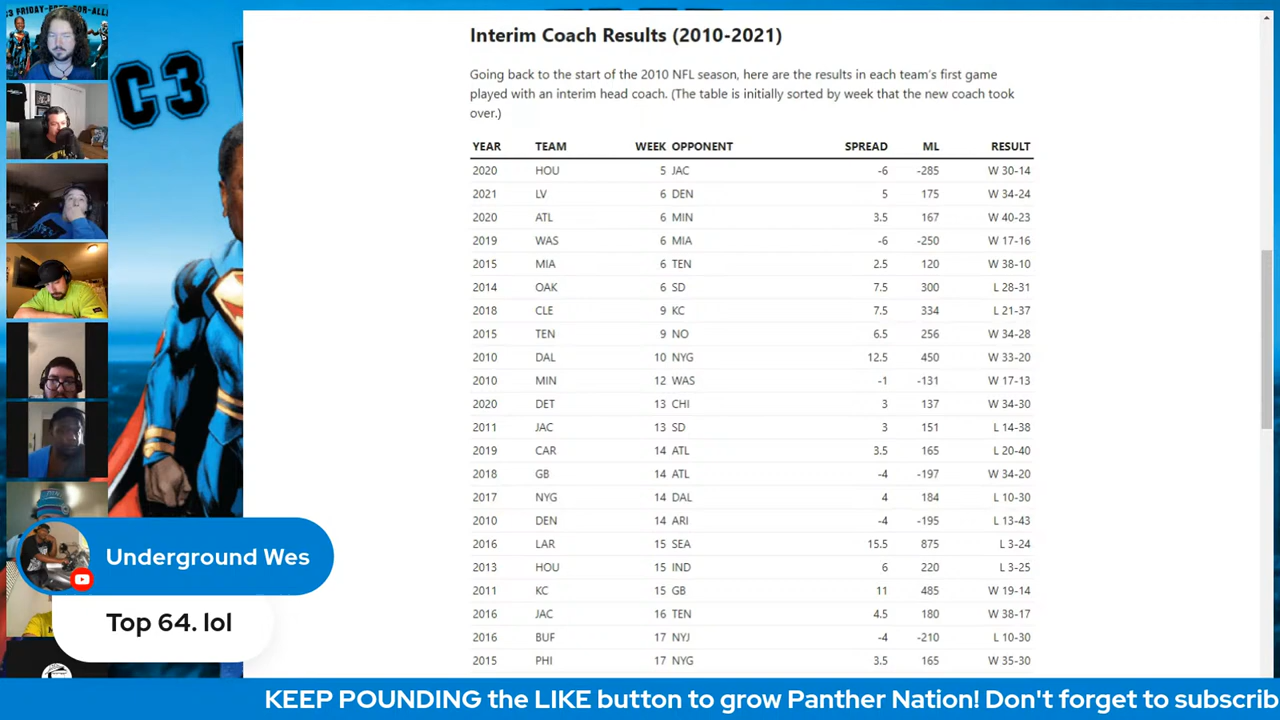 C3 FRIDAY-FREE-FOR-ALL!
C3
Interim Coach Results (2010-2021)
Going back to the start of the 2010 NFL season, here are the results in each team's first game
played with an interim head coach. (The table is initially sorted by week that the new coach took
over.)
YEAR TEAM WEEK OPPONENT SPREAD ML RESULT
2020 HOU 5 JAC -6 -285 W 30-14
2021 LV 6 DEN 5 175 W 34-24
2020 ATL 6 MIN 3.5 167 W 40-23
2019 WAS 6 MIA -6 -250 W 17-16
2015 MIA 6 TEN 2.5 120 W 38-10
2014 OAK 6 SD 7.5 300 L 28-31
2018 CLE 9 KC 7.5 334 L 21-37
2015 TEN 9 NO 6.5 256 W 34-28
2010 DAL 10 NYG 12.5 450 W 33-20
2010 MIN 12 WAS -1 -131 W 17-13
2020 DET 13 CHI 3 137 W 34-30
2011 JAC 13 SD 3 151 L 14-38
2019 CAR 14 ATL 3.5 165 L 20-40
2018 GB 14 ATL -4 -197 W 34-20
2017 NYG 14 DAL 4 184 L 10-30
2010 DEN 14 ARI -4 -195 L 13-43
2016 LAR 15 SEA 15.5 875 L 3-24
2013 HOU 15 IND 6 220 L 3-25
2011 KC 15 GB 11 485 W 19-14
2016 JAC 16 TEN 4.5 180 W 38-17
2016 BUF 17 NYJ -4 -210 L 10-30
2015 PHI 17 NYG 3.5 165 W 35-30
Underground Wes
Top 64. lol
KEEP POUNDING the LIKE button to grow Panther Nation! Don't forget to subscrib